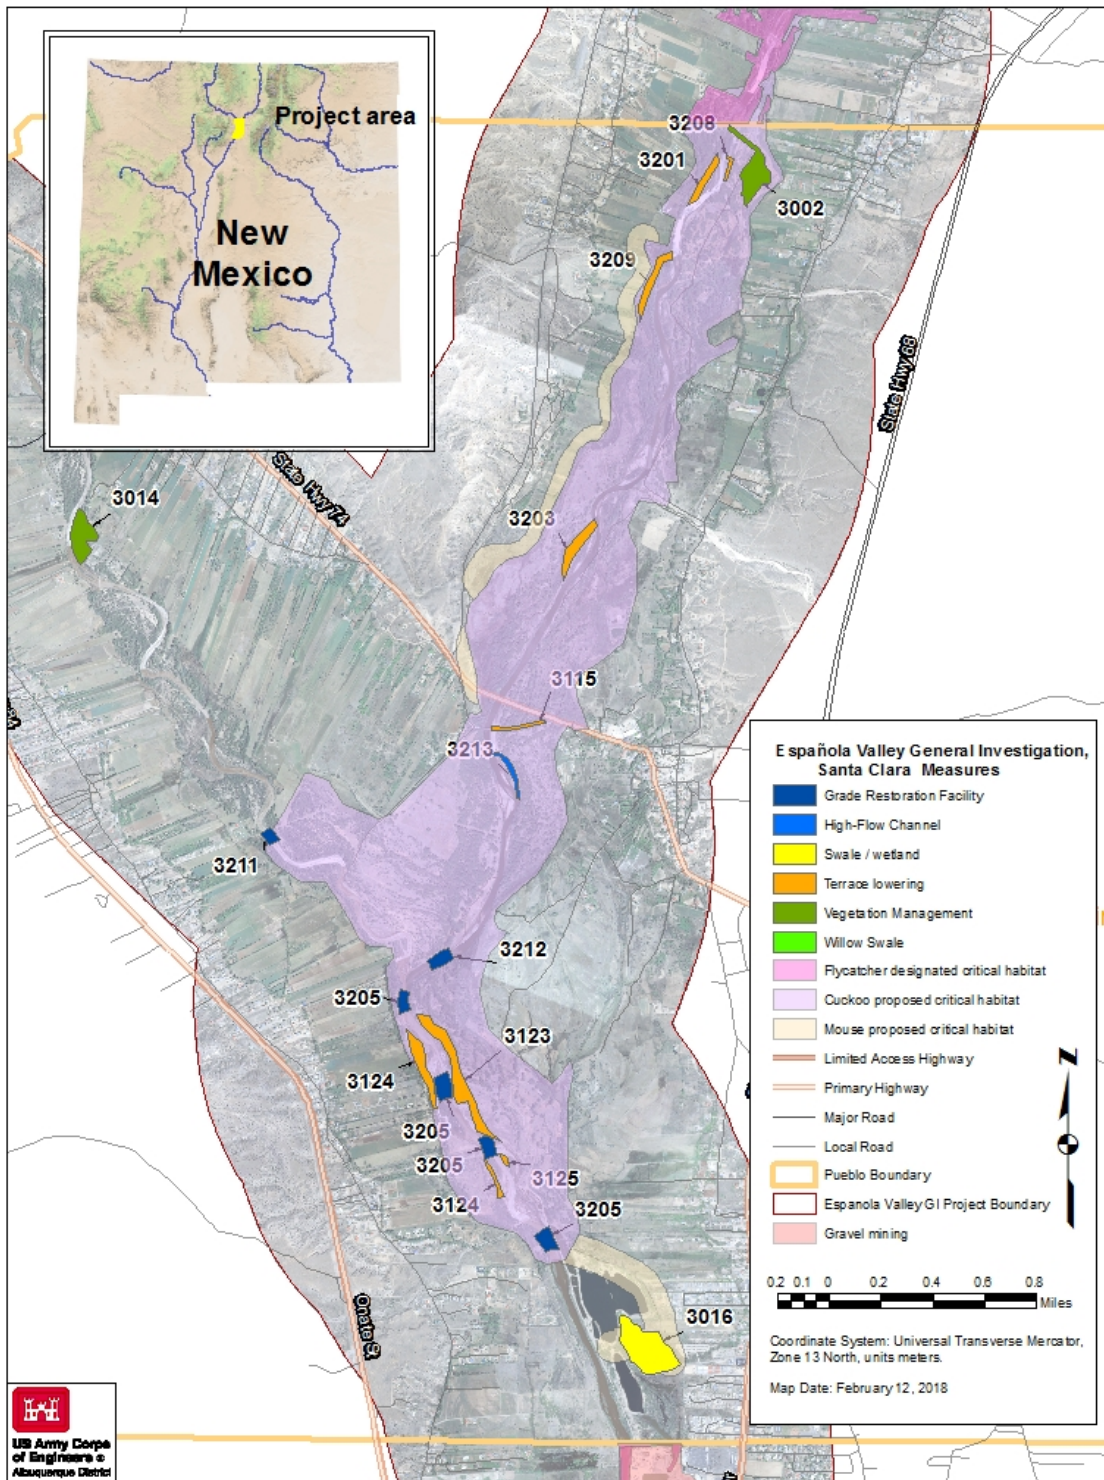 Project area
New
Mexico
3208
3201
3002
3209
State Hwy 68
State Hwy 74
3014
3203
3115
3213
3211
3212
3205
3123
3124
3205
3205
3125
3124
3205
3016
Onate St
Española Valley General Investigation,
Santa Clara Measures
Grade Restoration Facility
High-Flow Channel
Swale / wetland
Terrace lowering
Vegetation Management
Willow Swale
Flycatcher designated critical habitat
Cuckoo proposed critical habitat
Mouse proposed critical habitat
Limited Access Highway
Primary Highway
Major Road
Local Road
Pueblo Boundary
Espanola Valley GI Project Boundary
Gravel mining
N
0.2 0.1 0 0.2 0.4 0.6 0.8
Miles
Coordinate System: Universal Transverse Mercator,
Zone 13 North, units meters.
Map Date: February 12, 2018
US Army Corps
of Engineers ®
Albuquerque District